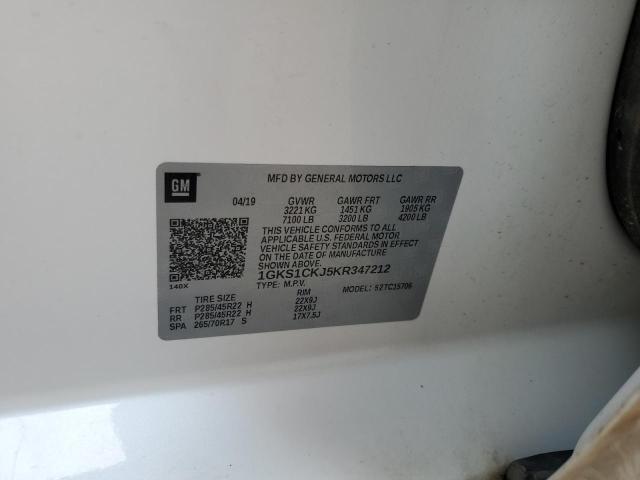 GM
MFD BY GENERAL MOTORS LLC
04/19 GVWR GAWR FRT GAWR RR
3221 KG 1451 KG 1905 KG
7100 LB 3200 LB 4200 LB
THIS VEHICLE CONFORMS TO ALL
APPLICABLE U.S. FEDERAL MOTOR
VEHICLE SAFETY STANDARDS IN EFFECT
ON THE DATE OF MANUFACTURE
SHOWN ABOVE.
140X
1GKS1CKJ5KR347212
TYPE: M.P.V. MODEL: S2TC15706
TIRE SIZE RIM
FRT P285/45R22 H 22X9J
RR P285/45R22 H 22X9J
SPA 265/70R17 S 17X7.5J